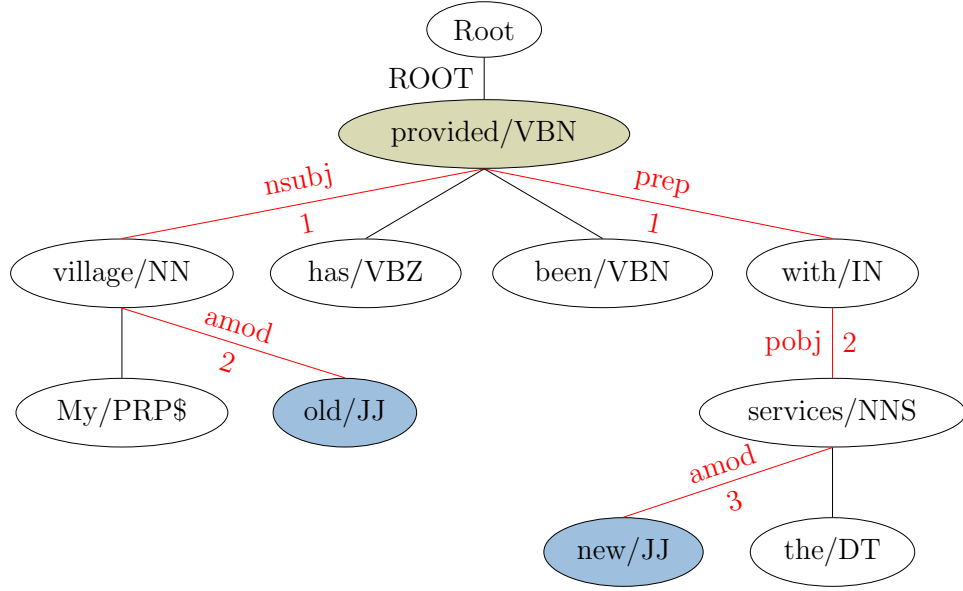 Root
ROOT
provided/VBN
nsubj
1
prep
1
village/NN
has/VBZ
been/VBN
with/IN
amod
2
pobj
2
My/PRP$
old/JJ
services/NNS
amod
3
new/JJ
the/DT